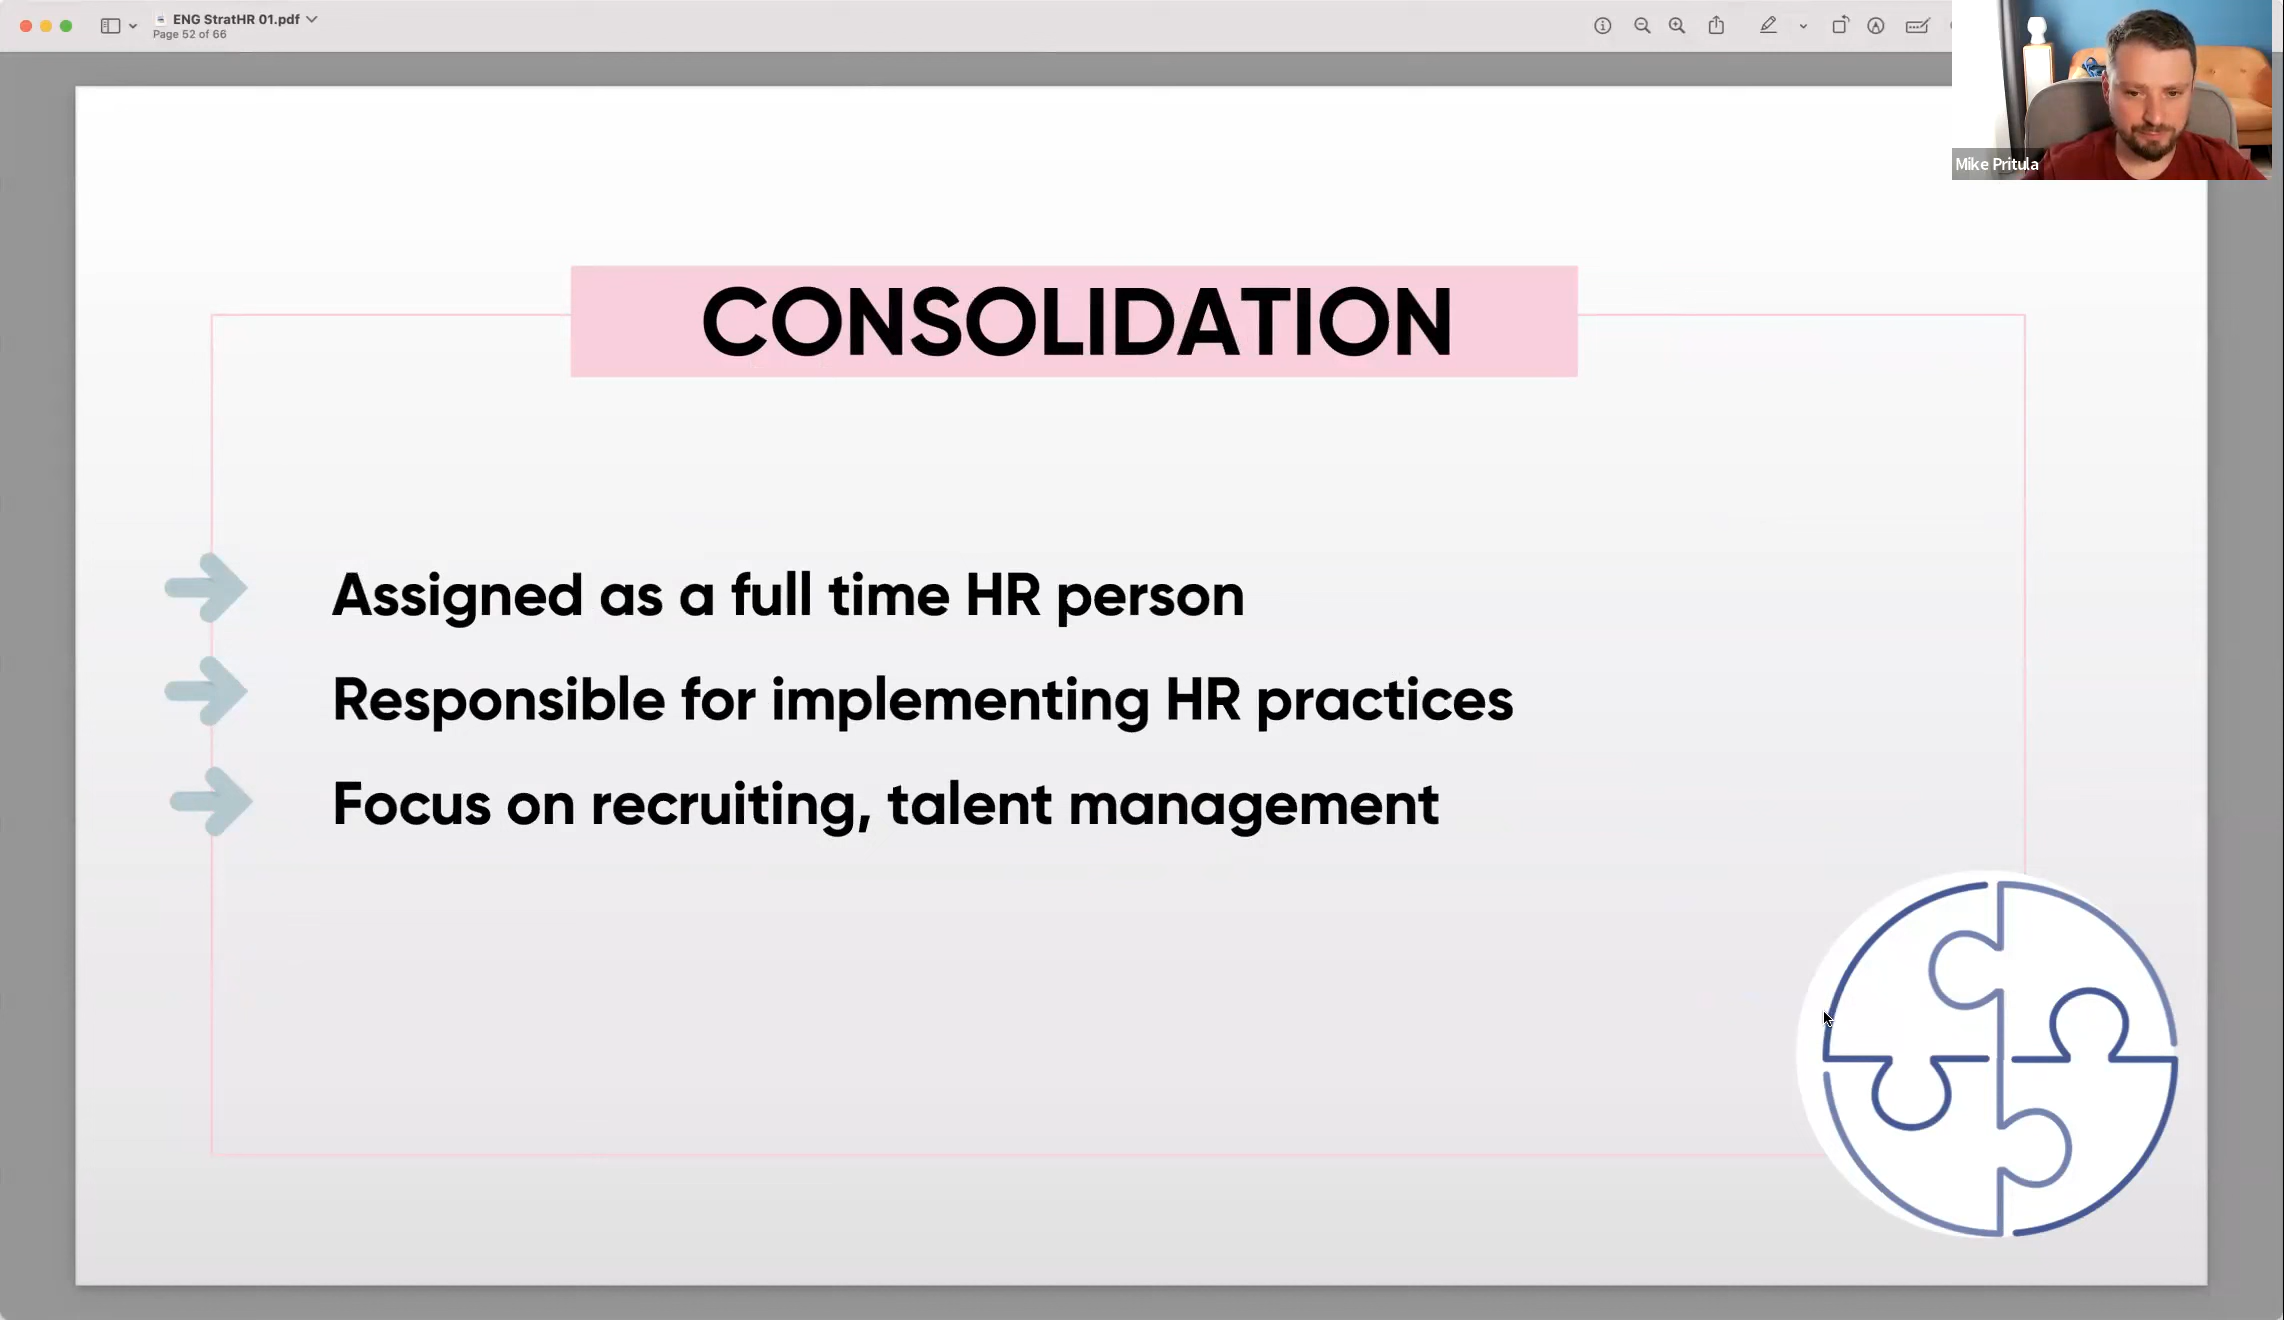 ENG StratHR 01.pdf
Page 52 of 66
Mike Pritula
CONSOLIDATION
Assigned as a full time HR person
Responsible for implementing HR practices
Focus on recruiting, talent management